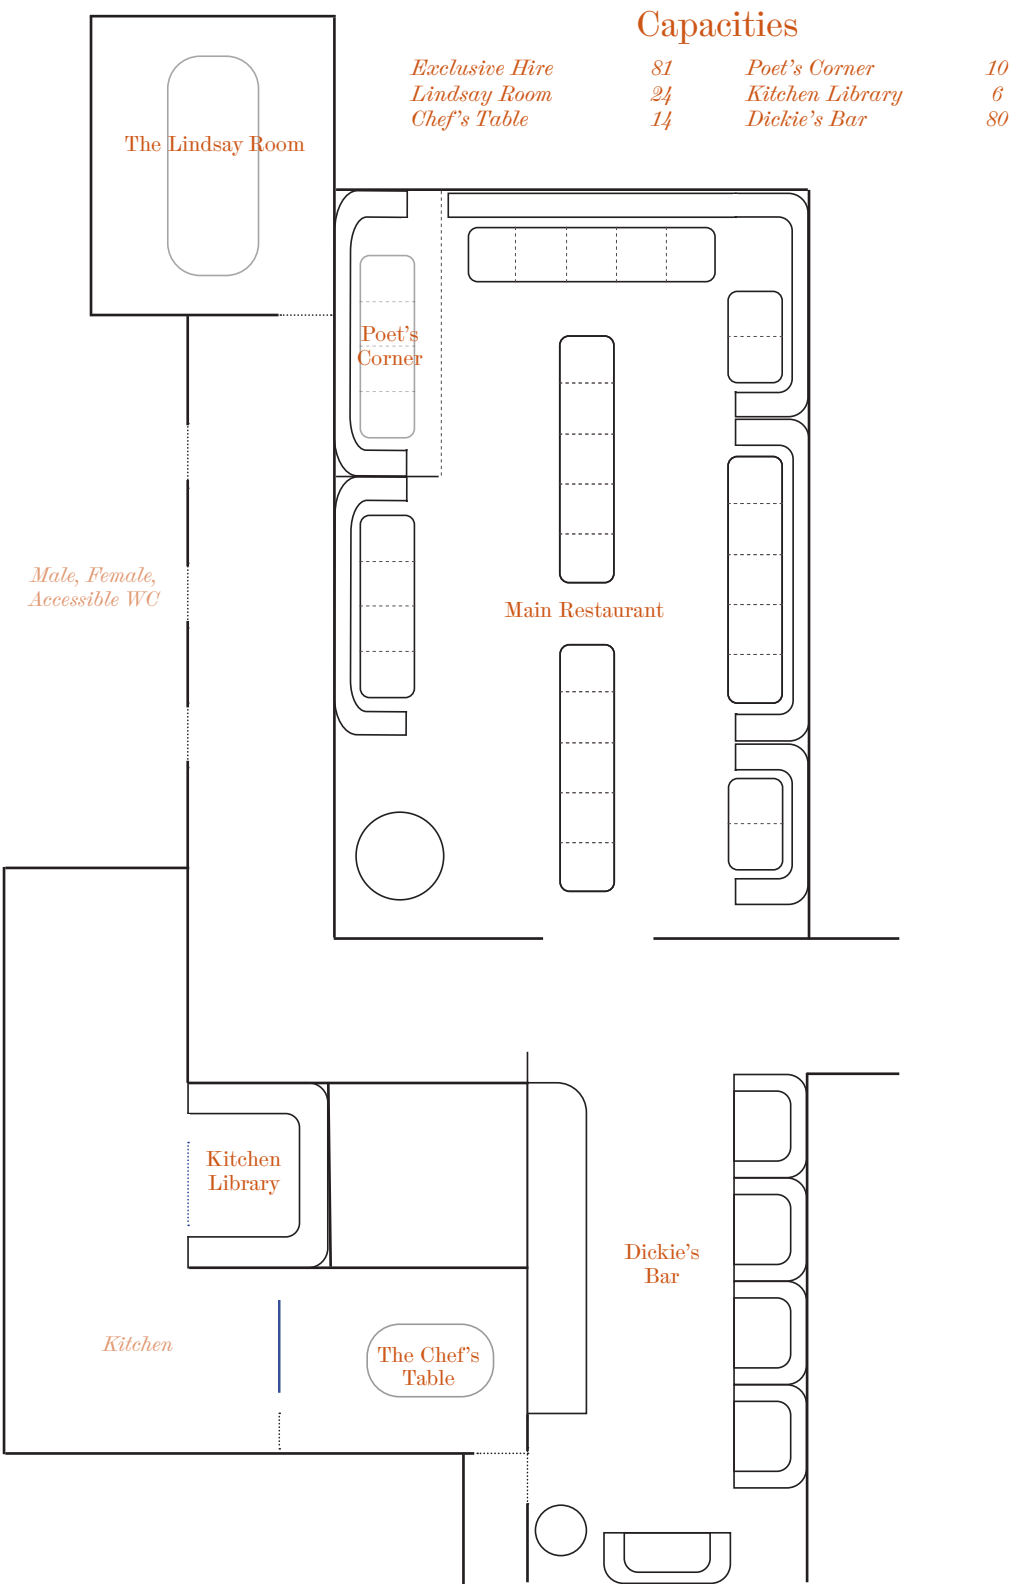 Capacities
Exclusive Hire 81 Poet's Corner 10
Lindsay Room 24 Kitchen Library 6
Chef's Table 14 Dickie's Bar 80
The Lindsay Room
Poet's
Corner
Male, Female,
Accessible WC
Main Restaurant
Kitchen
Library
Dickie's
Bar
Kitchen
The Chef's
Table